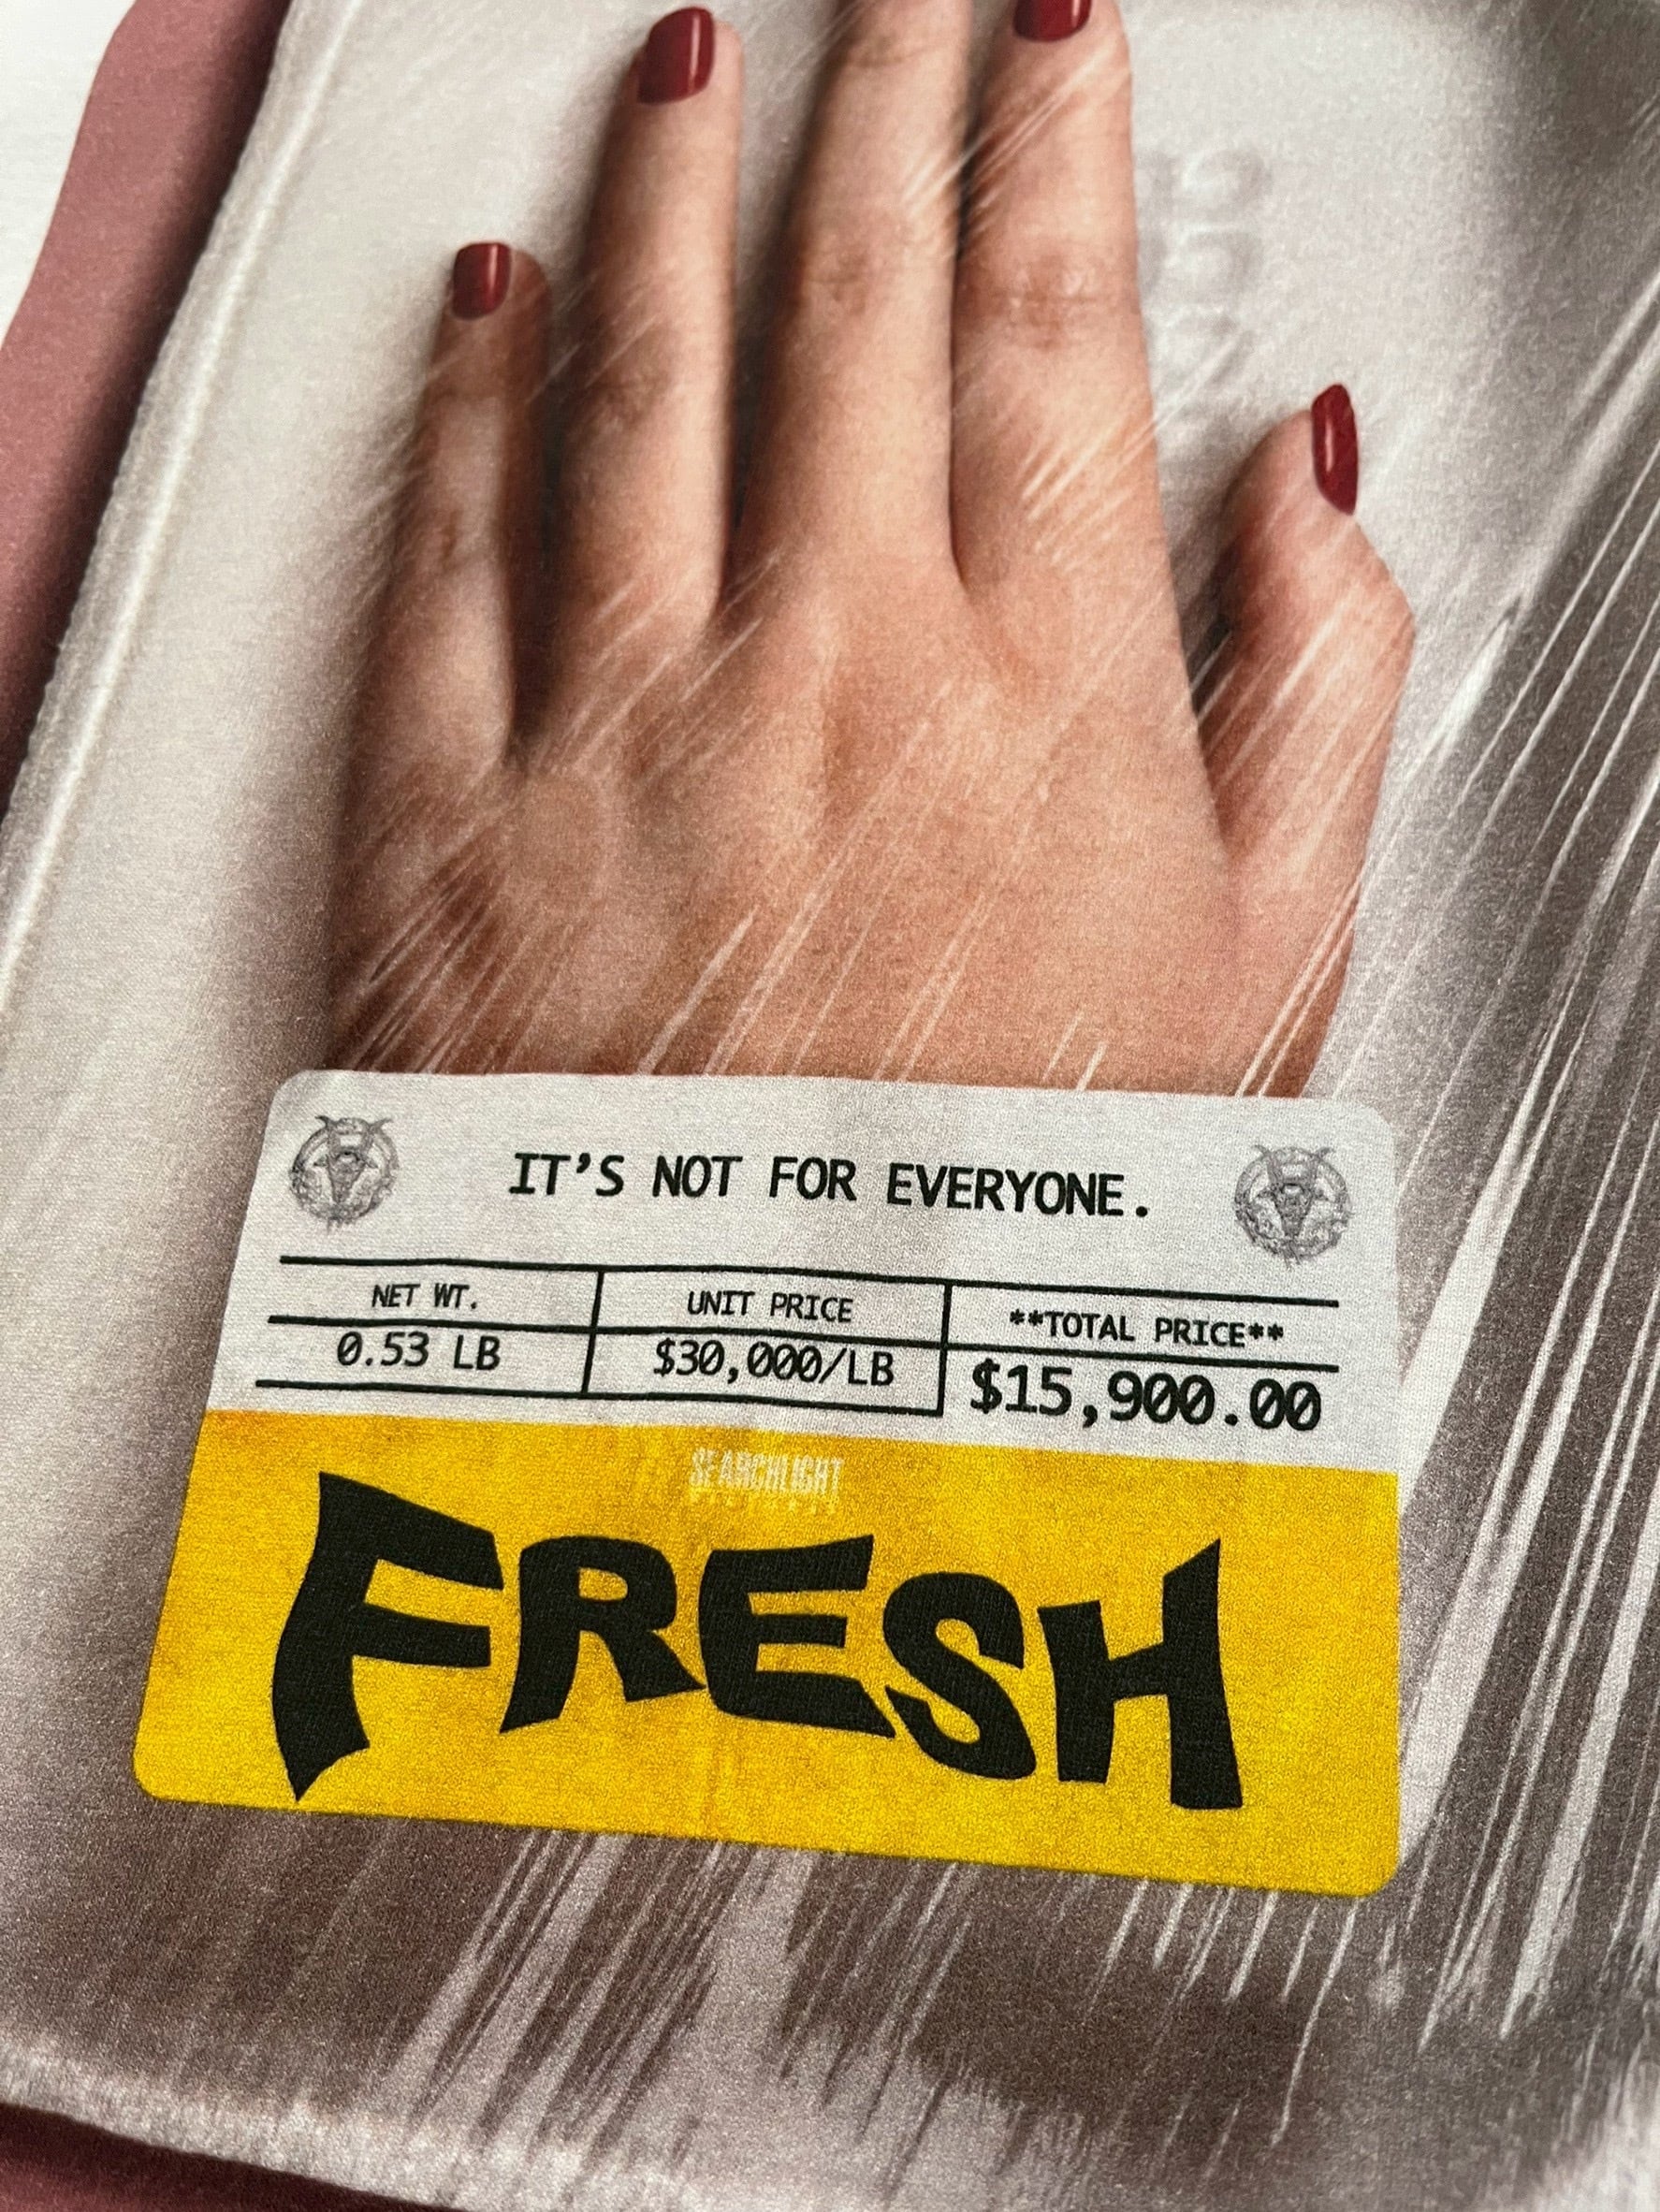 IT'S NOT FOR EVERYONE.
NET WT. UNIT PRICE **TOTAL PRICE**
0.53 LB $30,000/LB $15,900.00
SEARCHLIGHT
FRESH